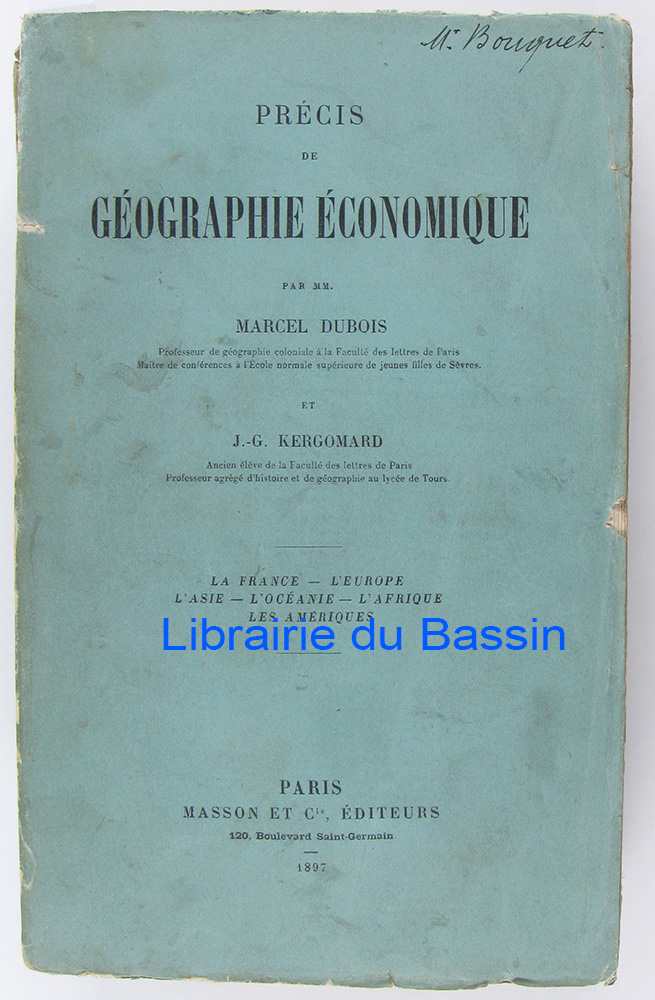 Mr. Bouquet.
PRÉCIS
DE
GÉOGRAPHIE ÉCONOMIQUE
PAR MM.
MARCEL DUBOIS
Professeur de géographie coloniale à la Faculté des lettres de Paris
Maître de conférences à l'École normale supérieure de jeunes filles de Sèvres.
ET
J.-G. KERGOMARD
Ancien élève de la Faculté des lettres de Paris
Professeur agrégé d'histoire et de géographie au lycée de Tours.
LA FRANCE — L'EUROPE
L'ASIE — L'OCÉANIE — L'AFRIQUE
LES AMÉRIQUES
Librairie du Bassin
PARIS
MASSON ET Cie, ÉDITEURS
120, Boulevard Saint-Germain
1897